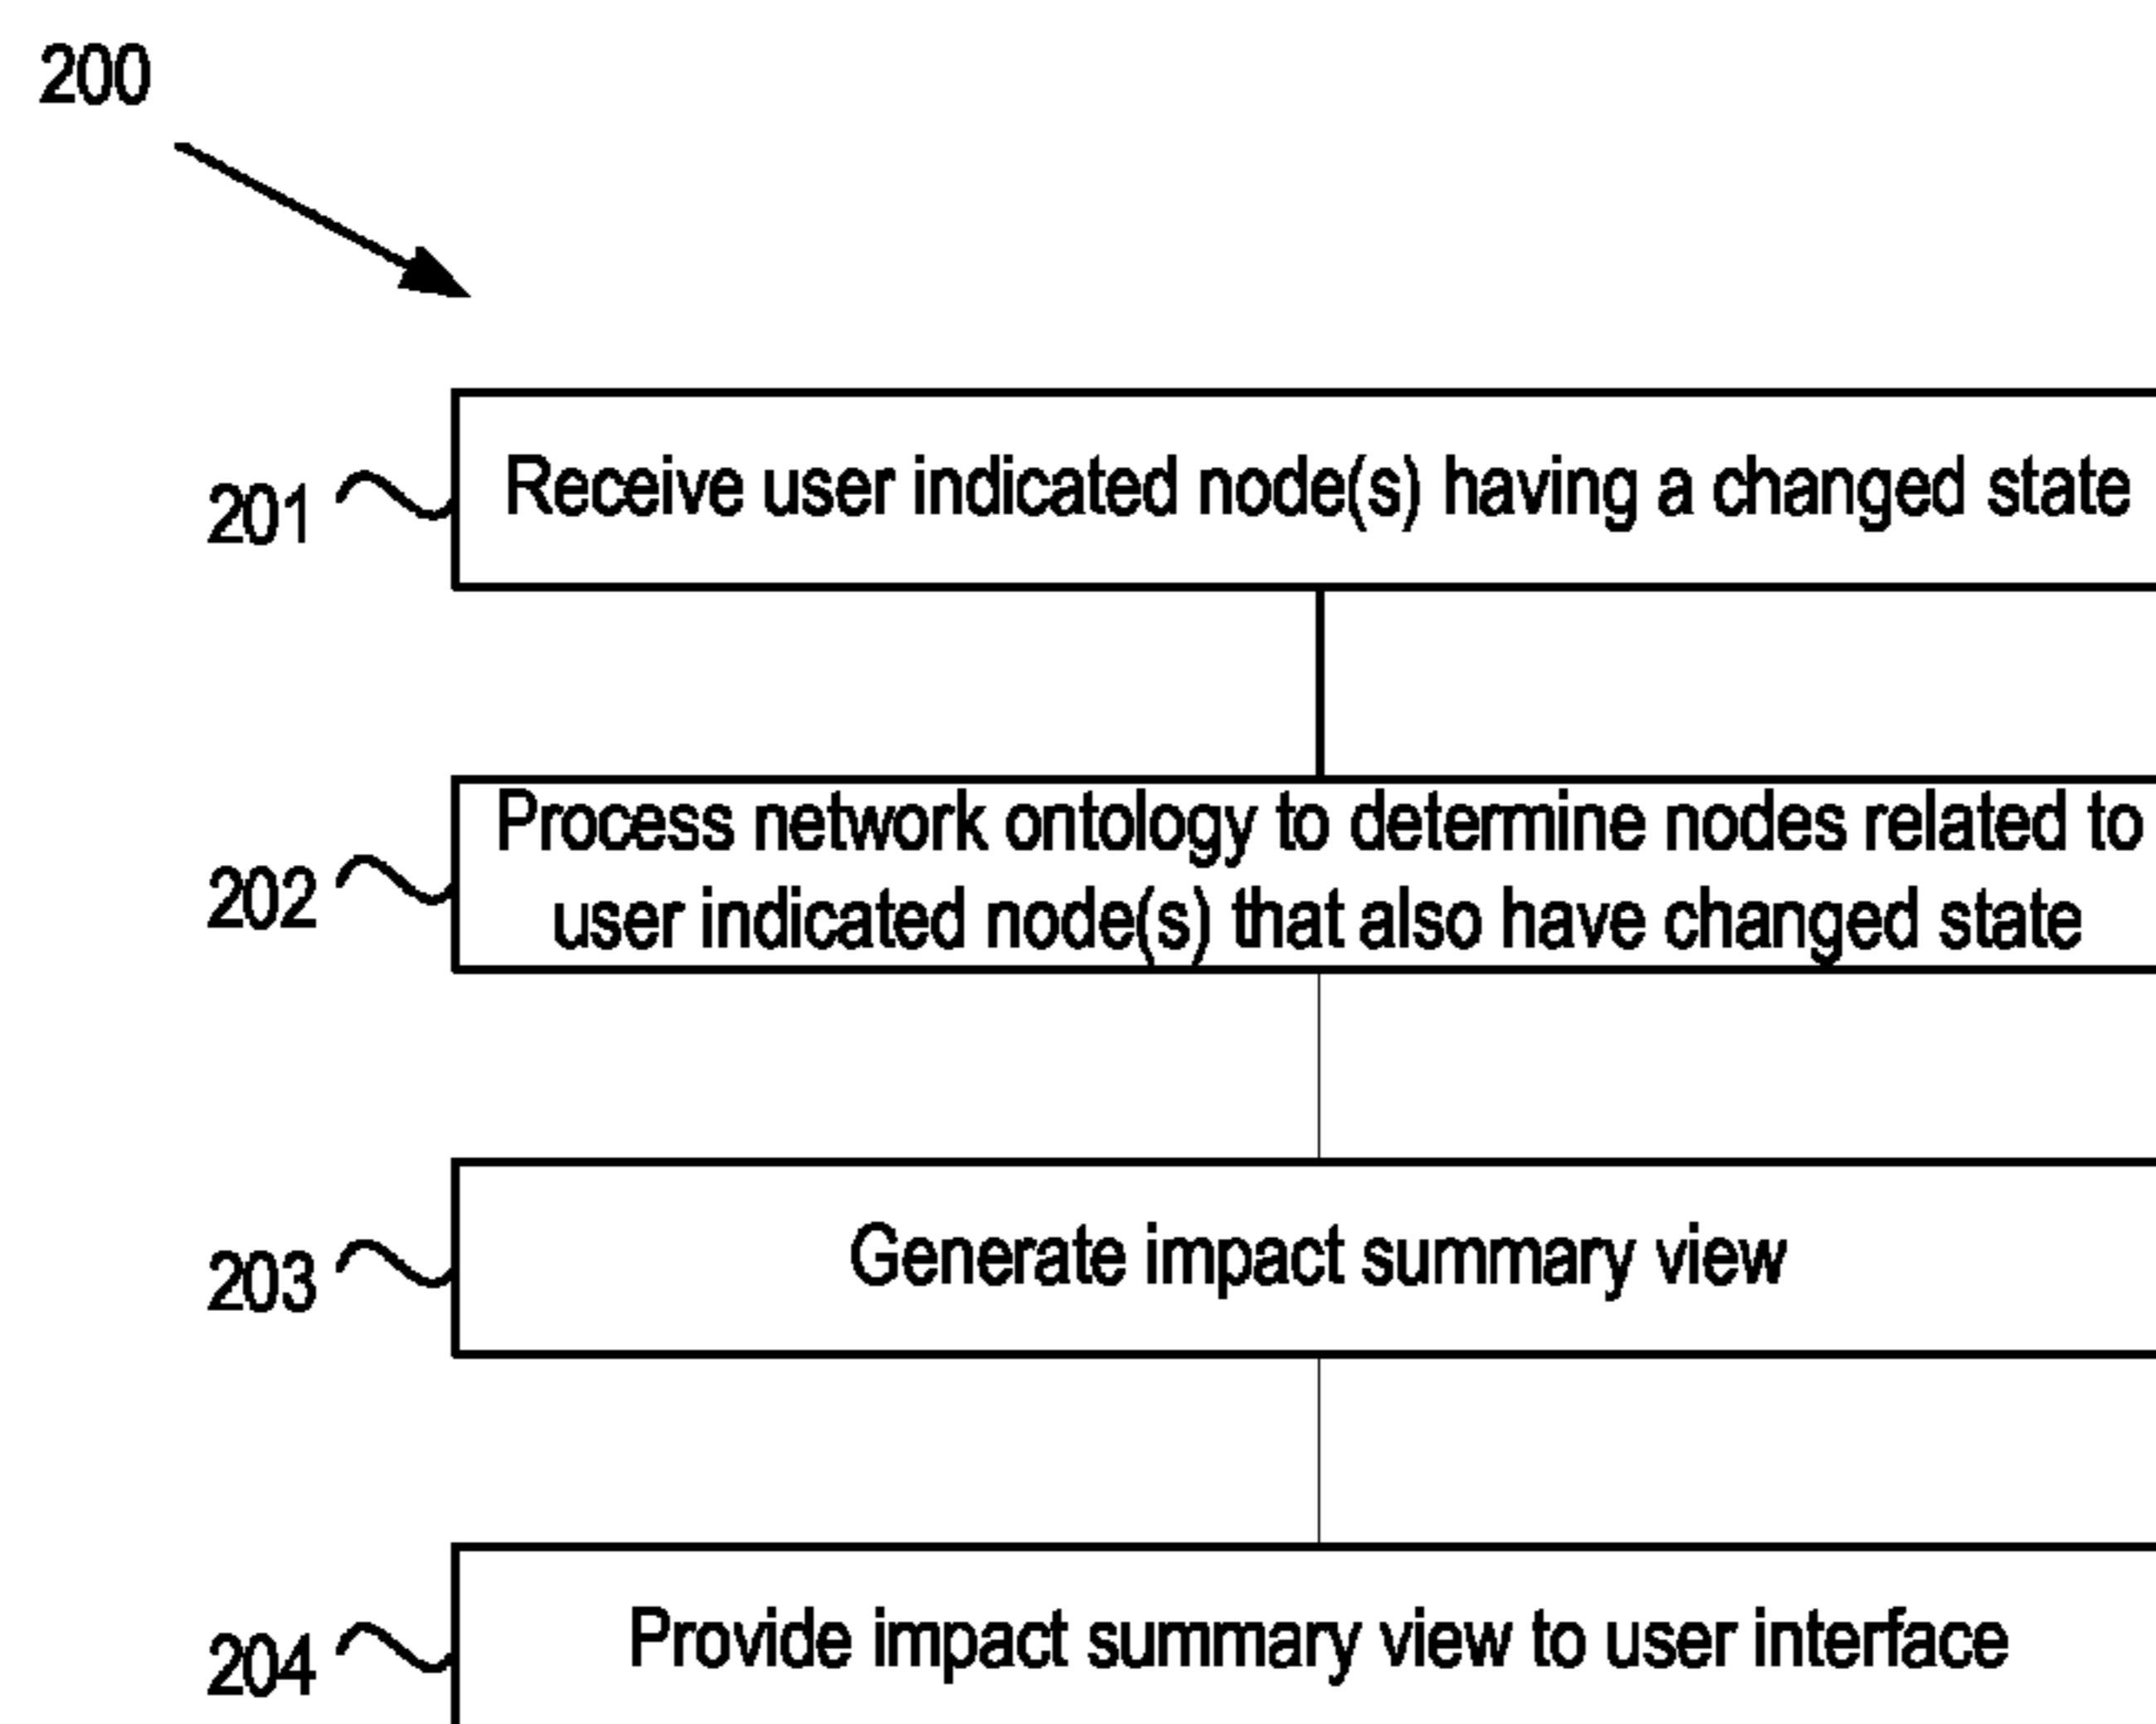 200
201
Receive user indicated node(s) having a changed state
202
Process network ontology to determine nodes related to
user indicated node(s) that also have changed state
203
Generate impact summary view
204
Provide impact summary view to user interface